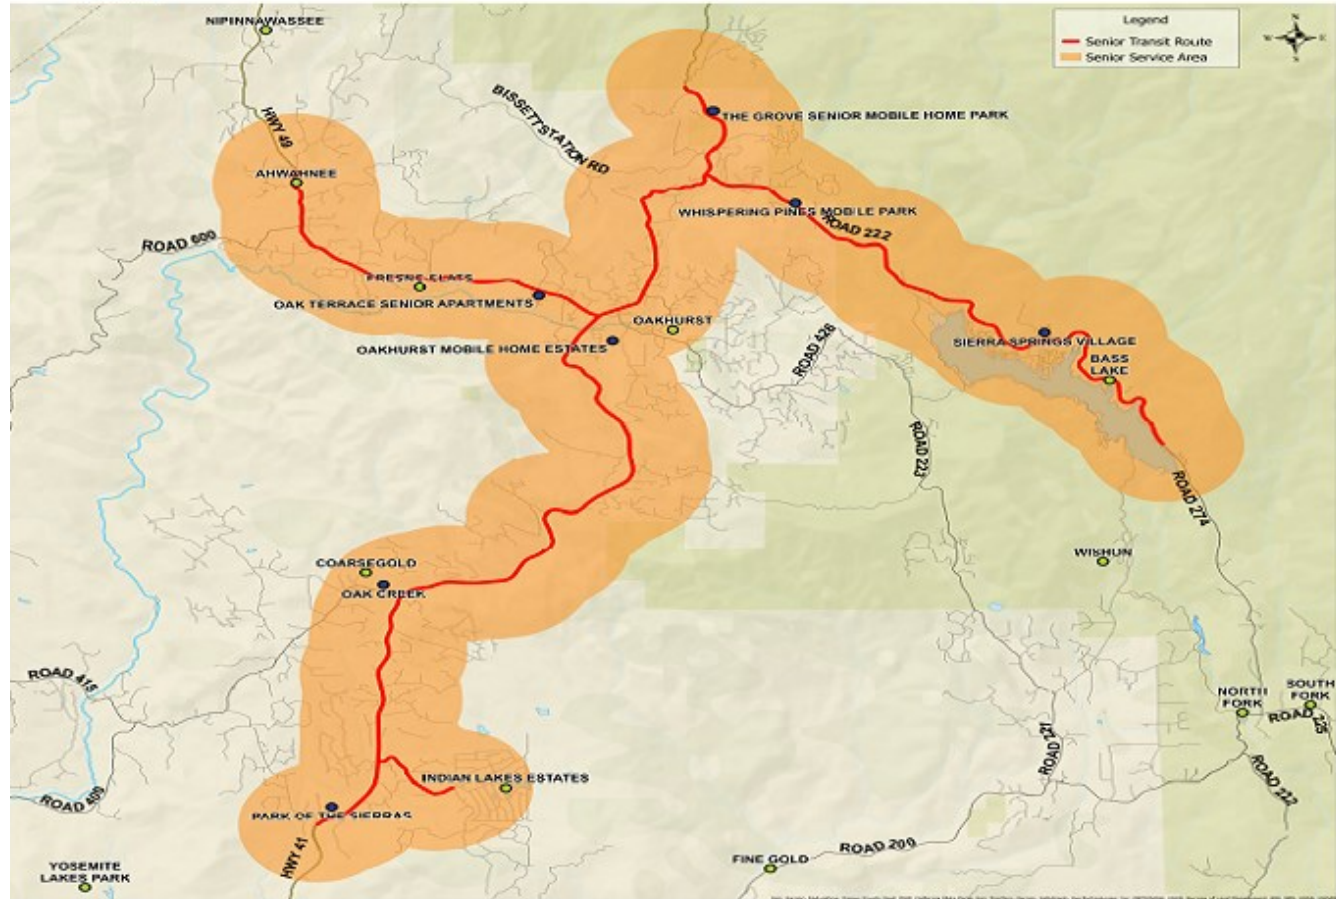 NIPINNAWASSEE
Legend
Senior Transit Route
Senior Service Area
N
W
E
S
HWY 49
BISSETT STATION RD
THE GROVE SENIOR MOBILE HOME PARK
AHWAHNEE
WHISPERING PINES MOBILE PARK
ROAD 222
ROAD 600
FRESNO FLATS
OAK TERRACE SENIOR APARTMENTS
OAKHURST
OAKHURST MOBILE HOME ESTATES
ROAD 426
SIERRA SPRINGS VILLAGE
BASS
LAKE
ROAD 223
ROAD 274
WISHON
COARSEGOLD
OAK CREEK
ROAD 415
NORTH
FORK
SOUTH
FORK
ROAD 225
ROAD 221
ROAD 222
INDIAN LAKES ESTATES
ROAD 400
PARK OF THE SIERRAS
HWY 41
ROAD 200
FINE GOLD
YOSEMITE
LAKES PARK